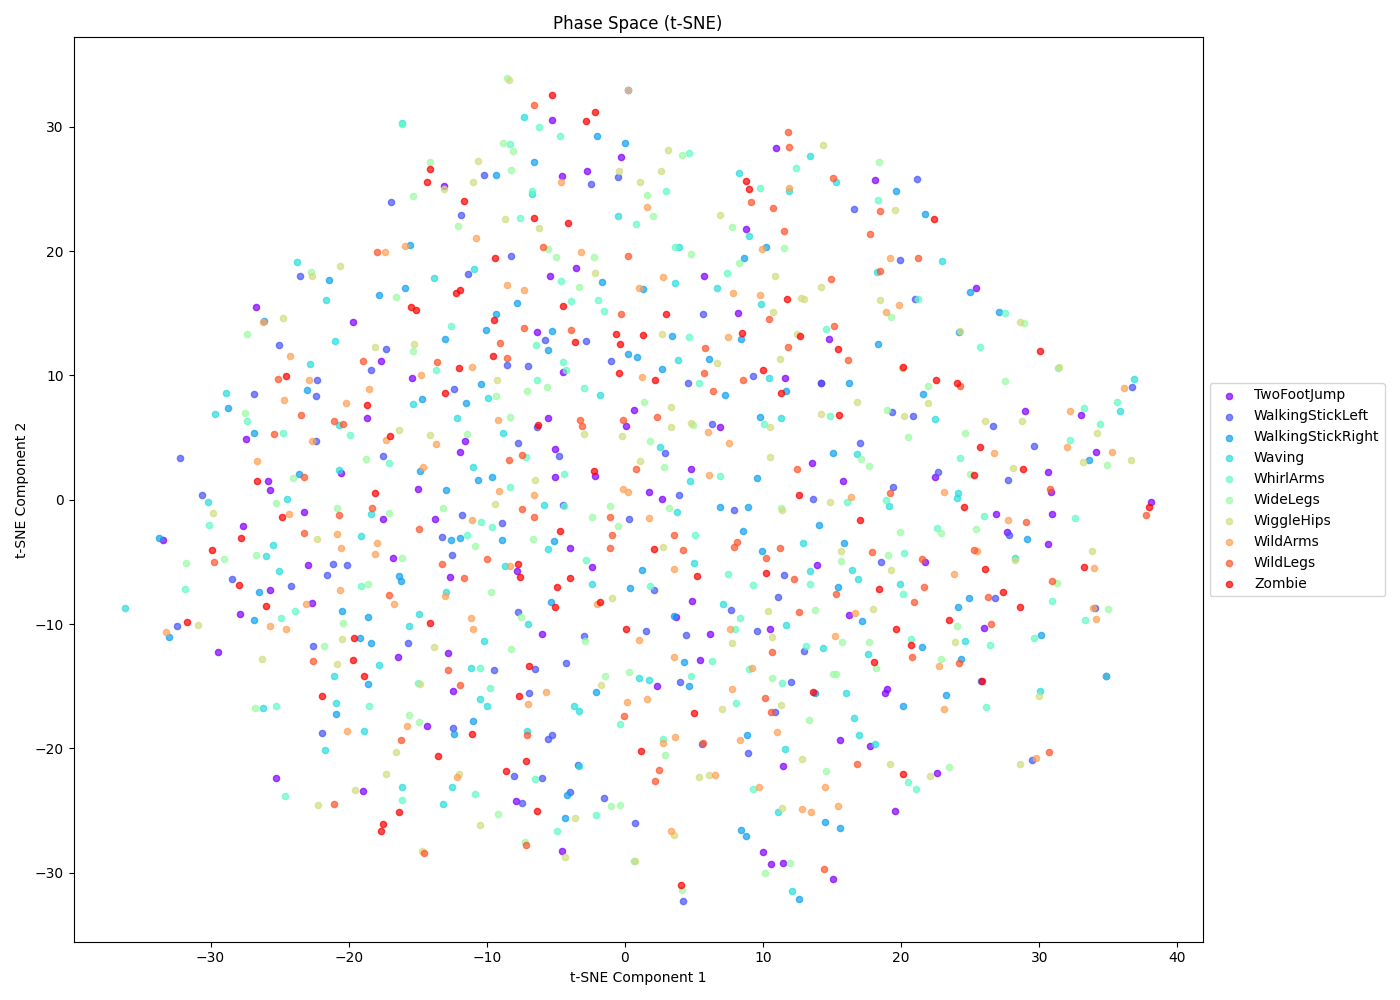 Phase Space (t-SNE)
t-SNE Component 2
30
20
10
0
−10
−20
−30
−30
−20
−10
0
10
20
30
40
t-SNE Component 1
TwoFootJump
WalkingStickLeft
WalkingStickRight
Waving
WhirlArms
WideLegs
WiggleHips
WildArms
WildLegs
Zombie